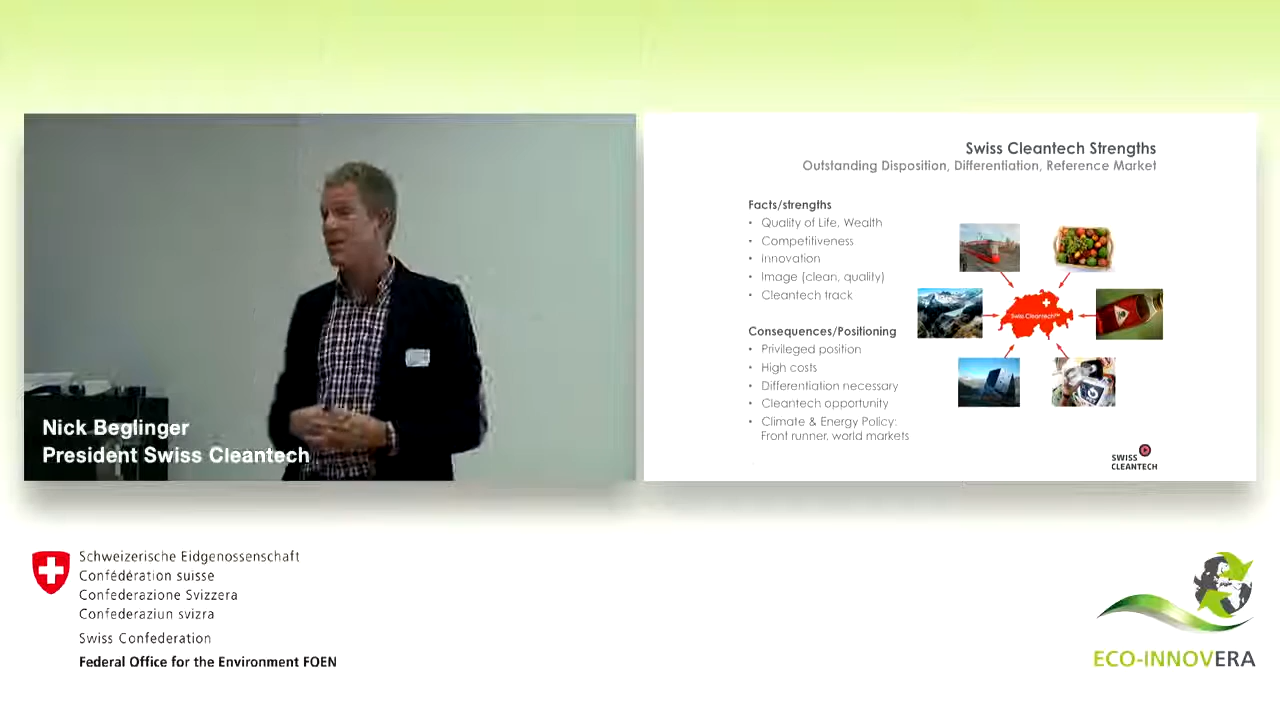 Nick Beglinger
President Swiss Cleantech
Swiss Cleantech Strengths
Outstanding Disposition, Differentiation, Reference Market
Facts/strengths
• Quality of Life, Wealth
• Competitiveness
• Innovation
• Image (clean, quality)
• Cleantech track
Consequences/Positioning
• Privileged position
• High costs
• Differentiation necessary
• Cleantech opportunity
• Climate & Energy Policy:
Front runner, world markets
Swiss Cleantech™
SWISS
CLEANTECH
Schweizerische Eidgenossenschaft
Confédération suisse
Confederazione Svizzera
Confederaziun svizra
Swiss Confederation
Federal Office for the Environment FOEN
ECO-INNOVERA